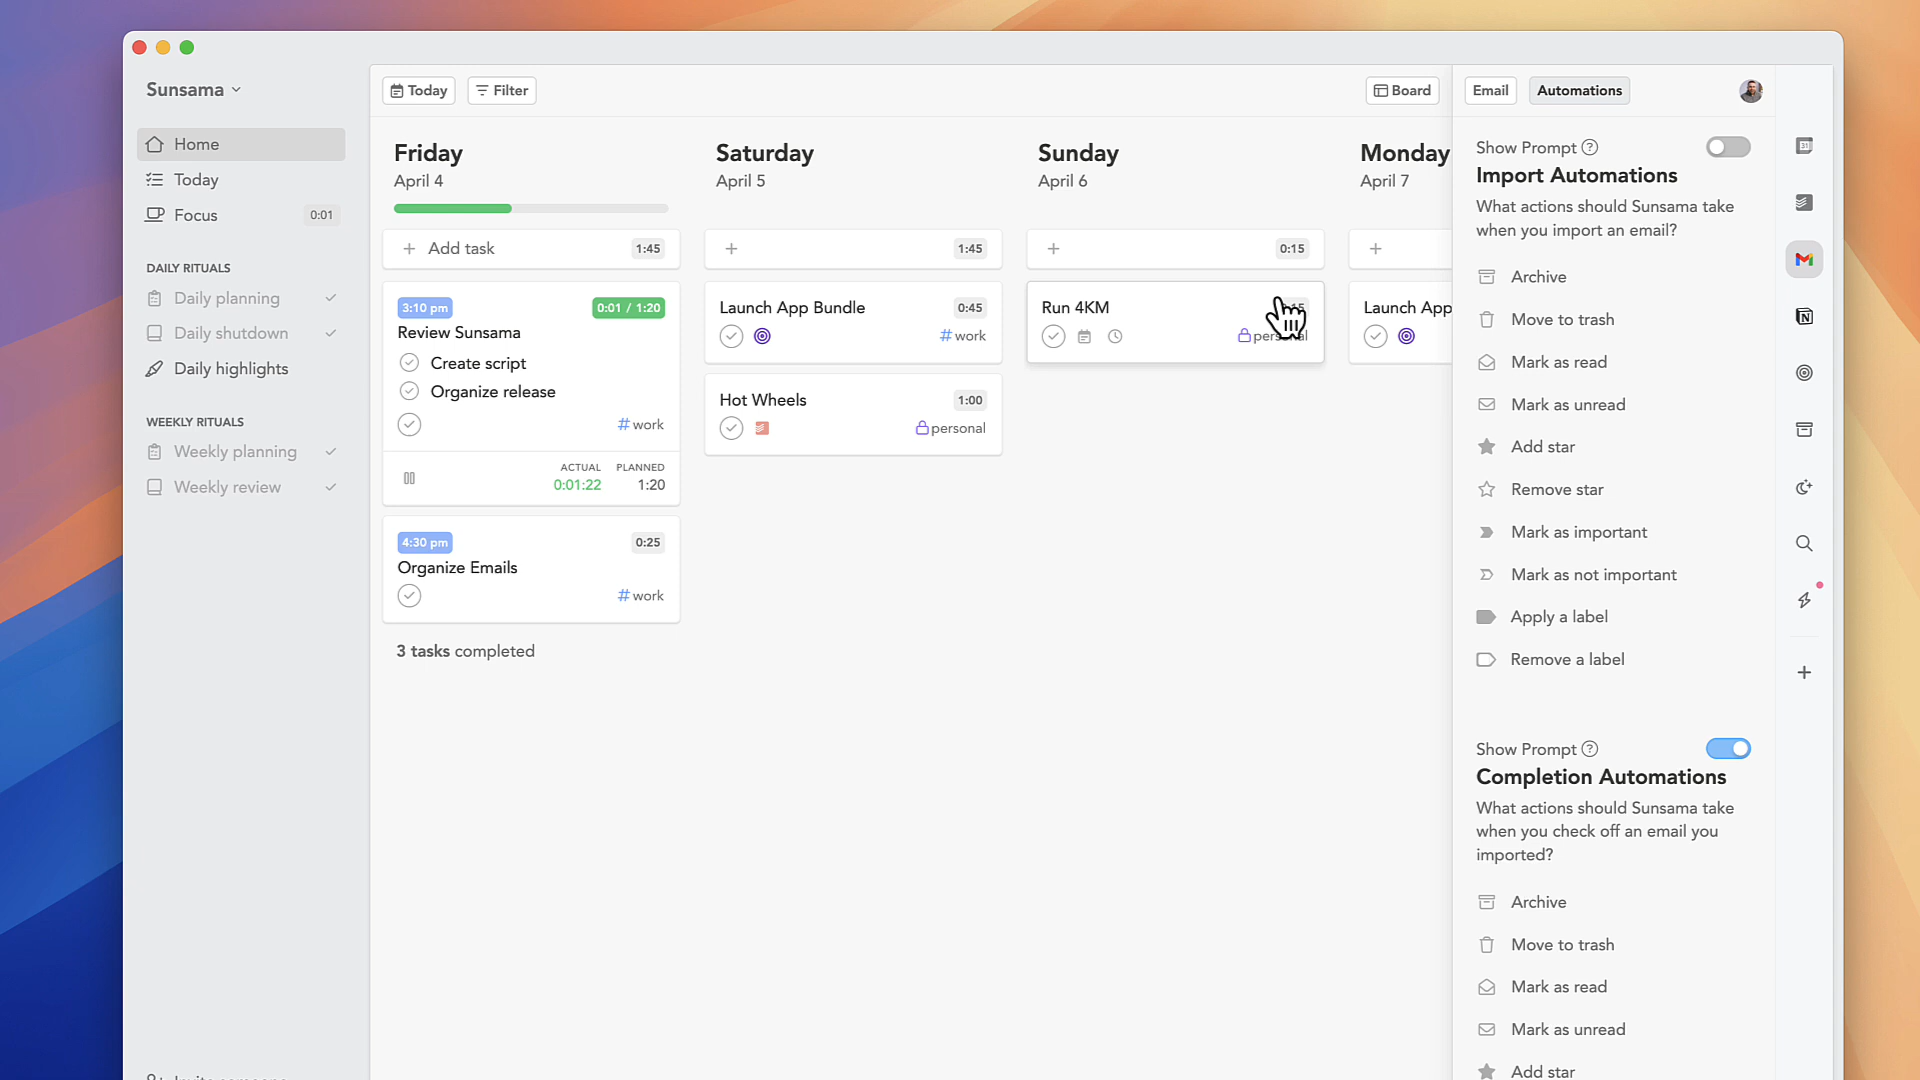 Sunsama
Home
Today
Focus 0:01
DAILY RITUALS
Daily planning
Daily shutdown
Daily highlights
WEEKLY RITUALS
Weekly planning
Weekly review
Today Filter Board
Friday
April 4
Add task 1:45
3:10 pm 0:01 / 1:20
Review Sunsama
Create script
Organize release
# work
ACTUAL PLANNED
0:01:22 1:20
4:30 pm 0:25
Organize Emails
# work
3 tasks completed
Saturday
April 5
1:45
Launch App Bundle 0:45
# work
Hot Wheels 1:00
personal
Sunday
April 6
0:15
Run 4KM
personal
Monday
April 7
Launch App
Email Automations
Show Prompt ?
Import Automations
What actions should Sunsama take
when you import an email?
Archive
Move to trash
Mark as read
Mark as unread
Add star
Remove star
Mark as important
Mark as not important
Apply a label
Remove a label
Show Prompt ?
Completion Automations
What actions should Sunsama take
when you check off an email you
imported?
Archive
Move to trash
Mark as read
Mark as unread
Add star
31